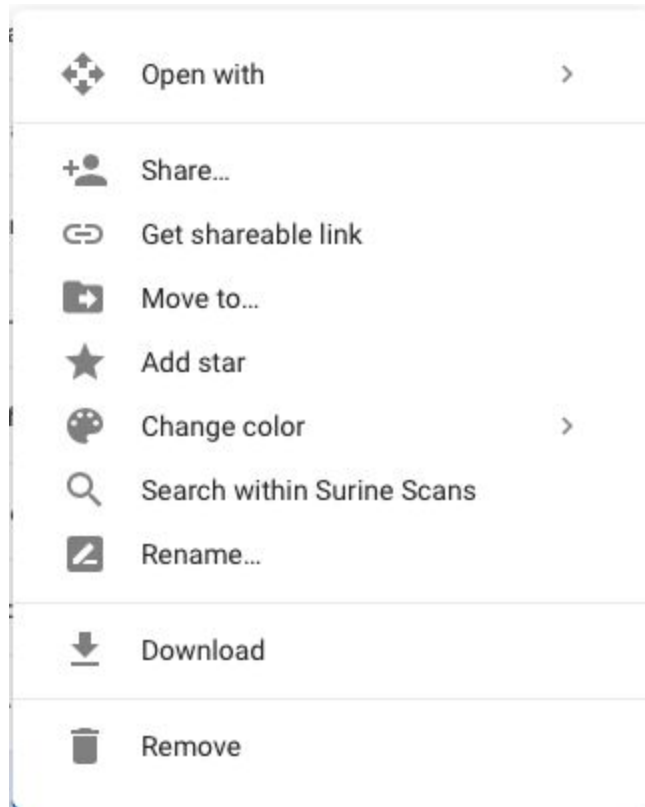 Open with
Share…
Get shareable link
Move to…
Add star
Change color
Search within Surine Scans
Rename…
Download
Remove